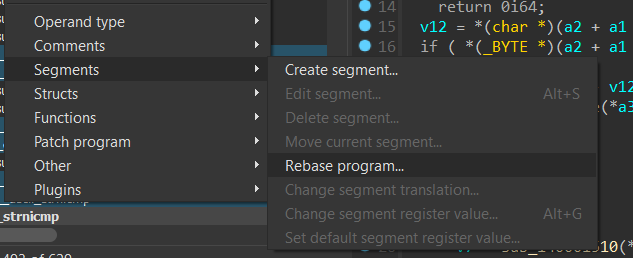 Operand type
Comments
Segments
Structs
Functions
Patch program
Other
Plugins
_strnicmp
Create segment...
Edit segment... Alt+S
Delete segment...
Move current segment...
Rebase program...
Change segment translation...
Change segment register value... Alt+G
Set default segment register value...
14 return 0i64;
15 v12 = *(char *)(a2 + a1
16 if ( *(_BYTE *)(a2 + a1
v12
(*a3